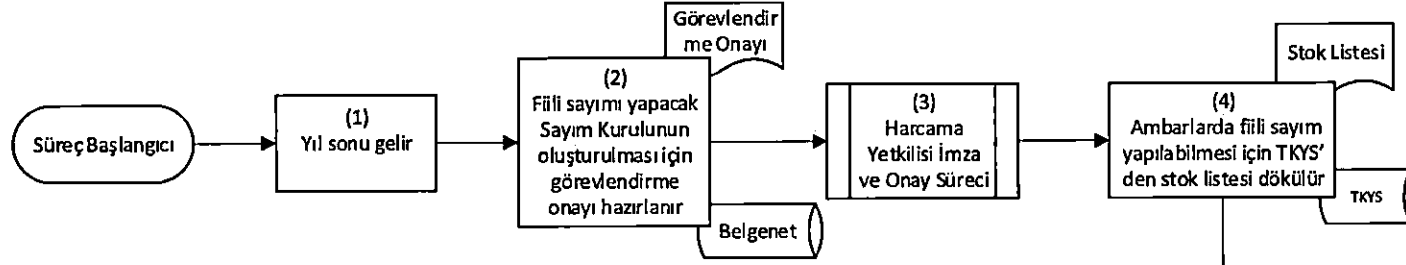 Süreç Başlangıcı
(1)
Yıl sonu gelir
Görevlendir
me Onayı
(2)
Fiili sayımı yapacak
Sayım Kurulunun
oluşturulması için
görevlendirme
onayı hazırlanır
Belgenet
(3)
Harcama
Yetkilisi İmza
ve Onay Süreci
Stok Listesi
(4)
Ambarlarda fiili sayım
yapılabilmesi için TKYS'
den stok listesi dökülür
TKYS